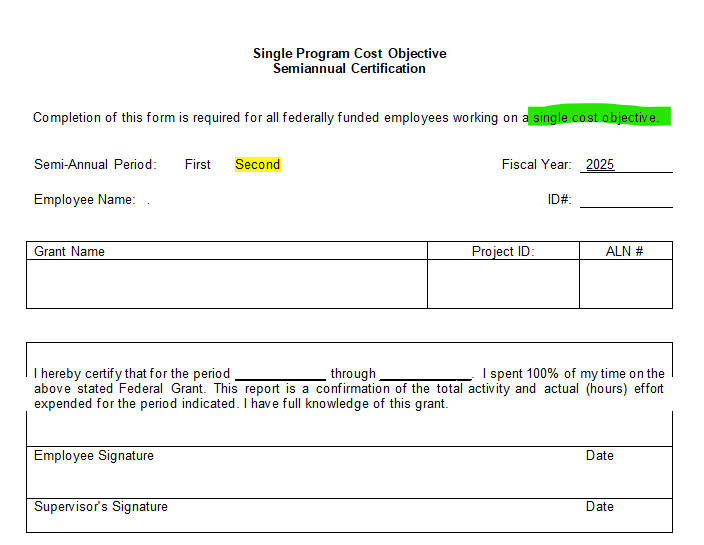 Single Program Cost Objective
Semiannual Certification
Completion of this form is required for all federally funded employees working on a single cost objective.
Semi-Annual Period: First Second Fiscal Year: 2025
Employee Name: . ID#:
Grant Name Project ID: ALN #
I hereby certify that for the period ______________ through ______________. I spent 100% of my time on the
above stated Federal Grant. This report is a confirmation of the total activity and actual (hours) effort
expended for the period indicated. I have full knowledge of this grant.
Employee Signature Date
Supervisor's Signature Date